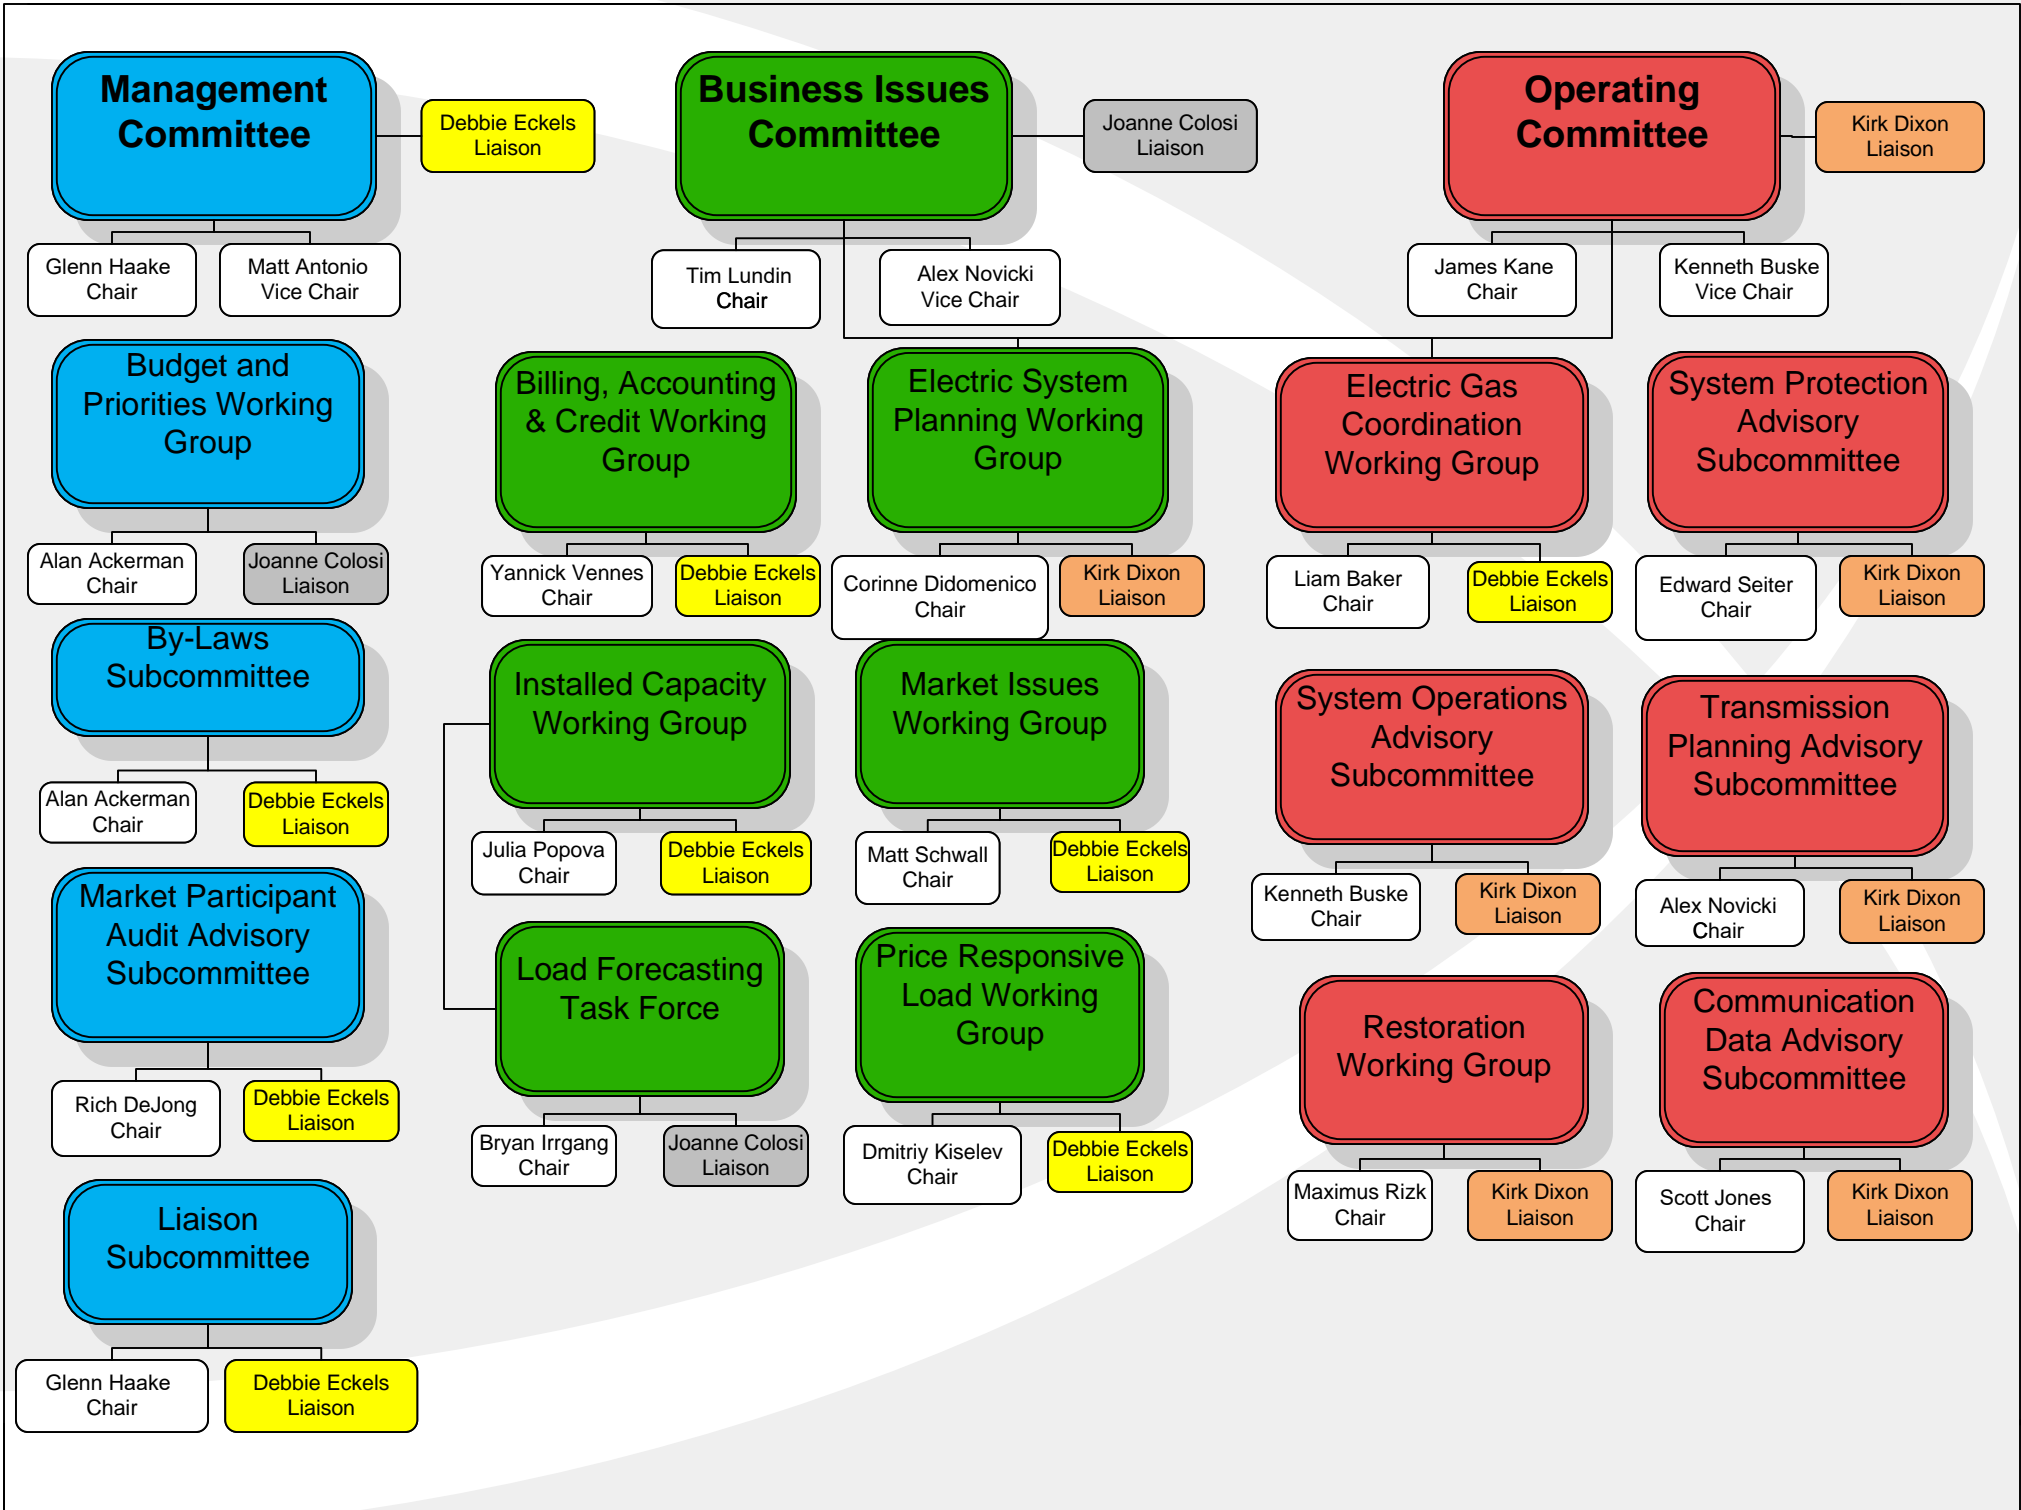 Management
Committee
Debbie Eckels
Liaison
Glenn Haake
Chair
Matt Antonio
Vice Chair
Budget and
Priorities Working
Group
Alan Ackerman
Chair
Joanne Colosi
Liaison
By-Laws
Subcommittee
Alan Ackerman
Chair
Debbie Eckels
Liaison
Market Participant
Audit Advisory
Subcommittee
Rich DeJong
Chair
Debbie Eckels
Liaison
Liaison
Subcommittee
Glenn Haake
Chair
Debbie Eckels
Liaison
Business Issues
Committee
Joanne Colosi
Liaison
Tim Lundin
Chair
Alex Novicki
Vice Chair
Billing, Accounting
& Credit Working
Group
Yannick Vennes
Chair
Debbie Eckels
Liaison
Electric System
Planning Working
Group
Corinne Didomenico
Chair
Kirk Dixon
Liaison
Installed Capacity
Working Group
Julia Popova
Chair
Debbie Eckels
Liaison
Market Issues
Working Group
Matt Schwall
Chair
Debbie Eckels
Liaison
Load Forecasting
Task Force
Bryan Irrgang
Chair
Joanne Colosi
Liaison
Price Responsive
Load Working
Group
Dmitriy Kiselev
Chair
Debbie Eckels
Liaison
Operating
Committee
Kirk Dixon
Liaison
James Kane
Chair
Kenneth Buske
Vice Chair
Electric Gas
Coordination
Working Group
Liam Baker
Chair
Debbie Eckels
Liaison
System Protection
Advisory
Subcommittee
Edward Seiter
Chair
Kirk Dixon
Liaison
System Operations
Advisory
Subcommittee
Kenneth Buske
Chair
Kirk Dixon
Liaison
Transmission
Planning Advisory
Subcommittee
Alex Novicki
Chair
Kirk Dixon
Liaison
Restoration
Working Group
Maximus Rizk
Chair
Kirk Dixon
Liaison
Communication
Data Advisory
Subcommittee
Scott Jones
Chair
Kirk Dixon
Liaison